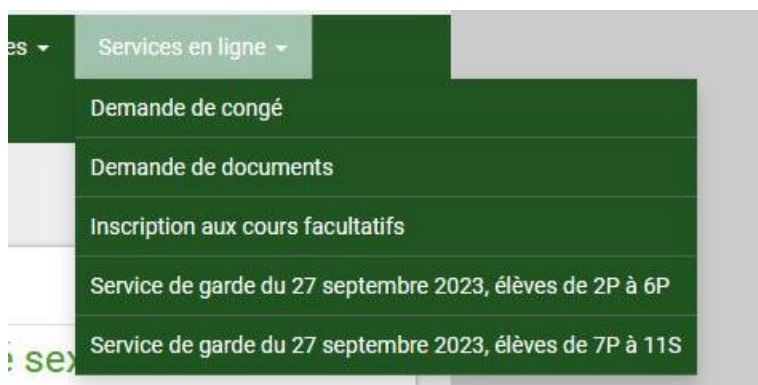 es
Services en ligne
Demande de congé
Demande de documents
Inscription aux cours facultatifs
Service de garde du 27 septembre 2023, élèves de 2P à 6P
Service de garde du 27 septembre 2023, élèves de 7P à 11S
sex